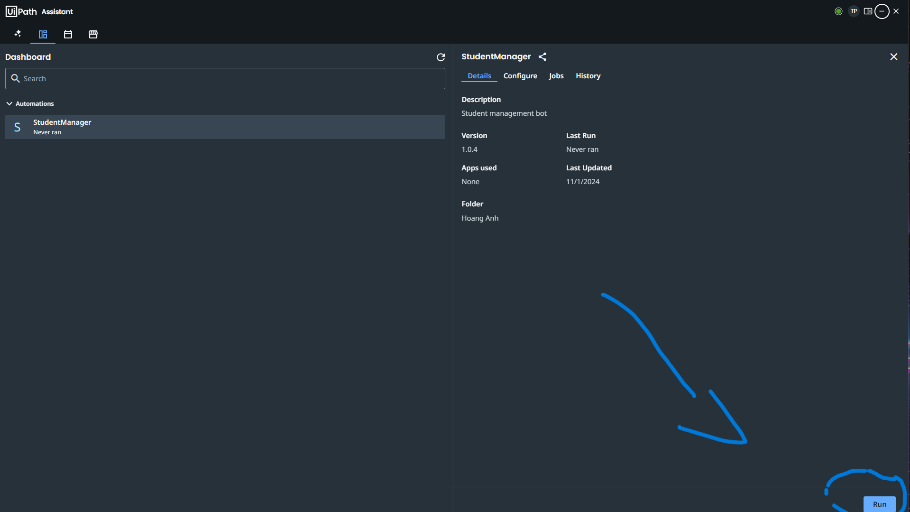 UiPath Assistant
TP
Dashboard
Search
Automations
S
StudentManager
Never ran
StudentManager
Details Configure Jobs History
Description
Student management bot
Version Last Run
1.0.4 Never ran
Apps used Last Updated
None 11/1/2024
Folder
Hoang Anh
Run